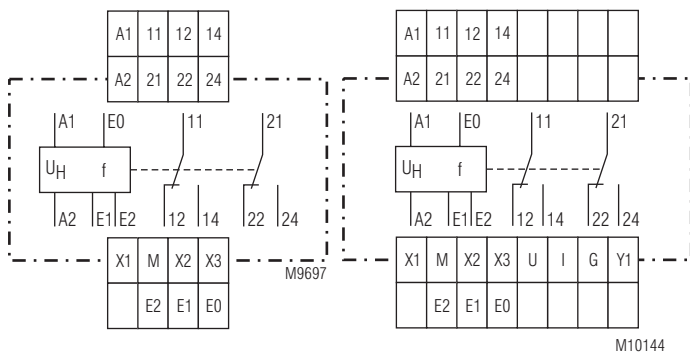 A1 11 12 14
A2 21 22 24
A1 E0 11 21
UH f
A2 E1 E2 12 14 22 24
X1 M X2 X3
E2 E1 E0
M9697
A1 11 12 14
A2 21 22 24
A1 E0 11 21
UH f
A2 E1 E2 12 14 22 24
X1 M X2 X3 U I G Y1
E2 E1 E0
M10144